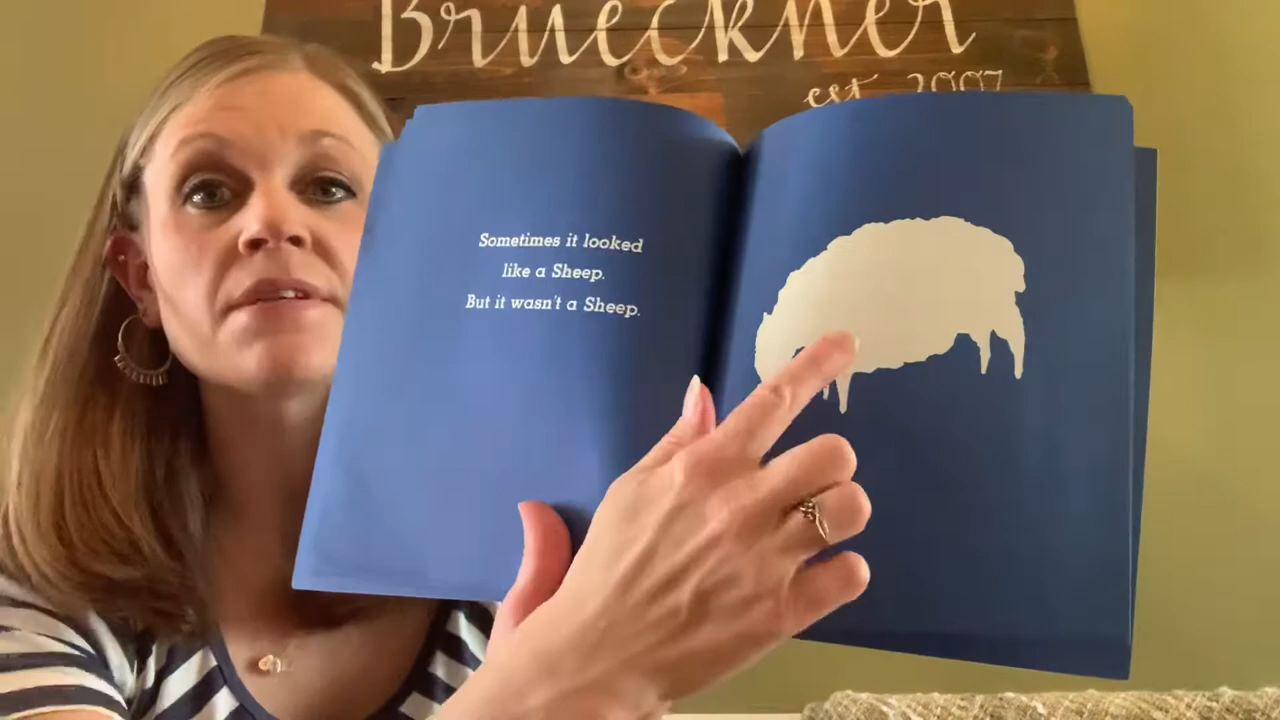 Brueckner
est. 2007
Sometimes it looked
like a Sheep.
But it wasn't a Sheep.